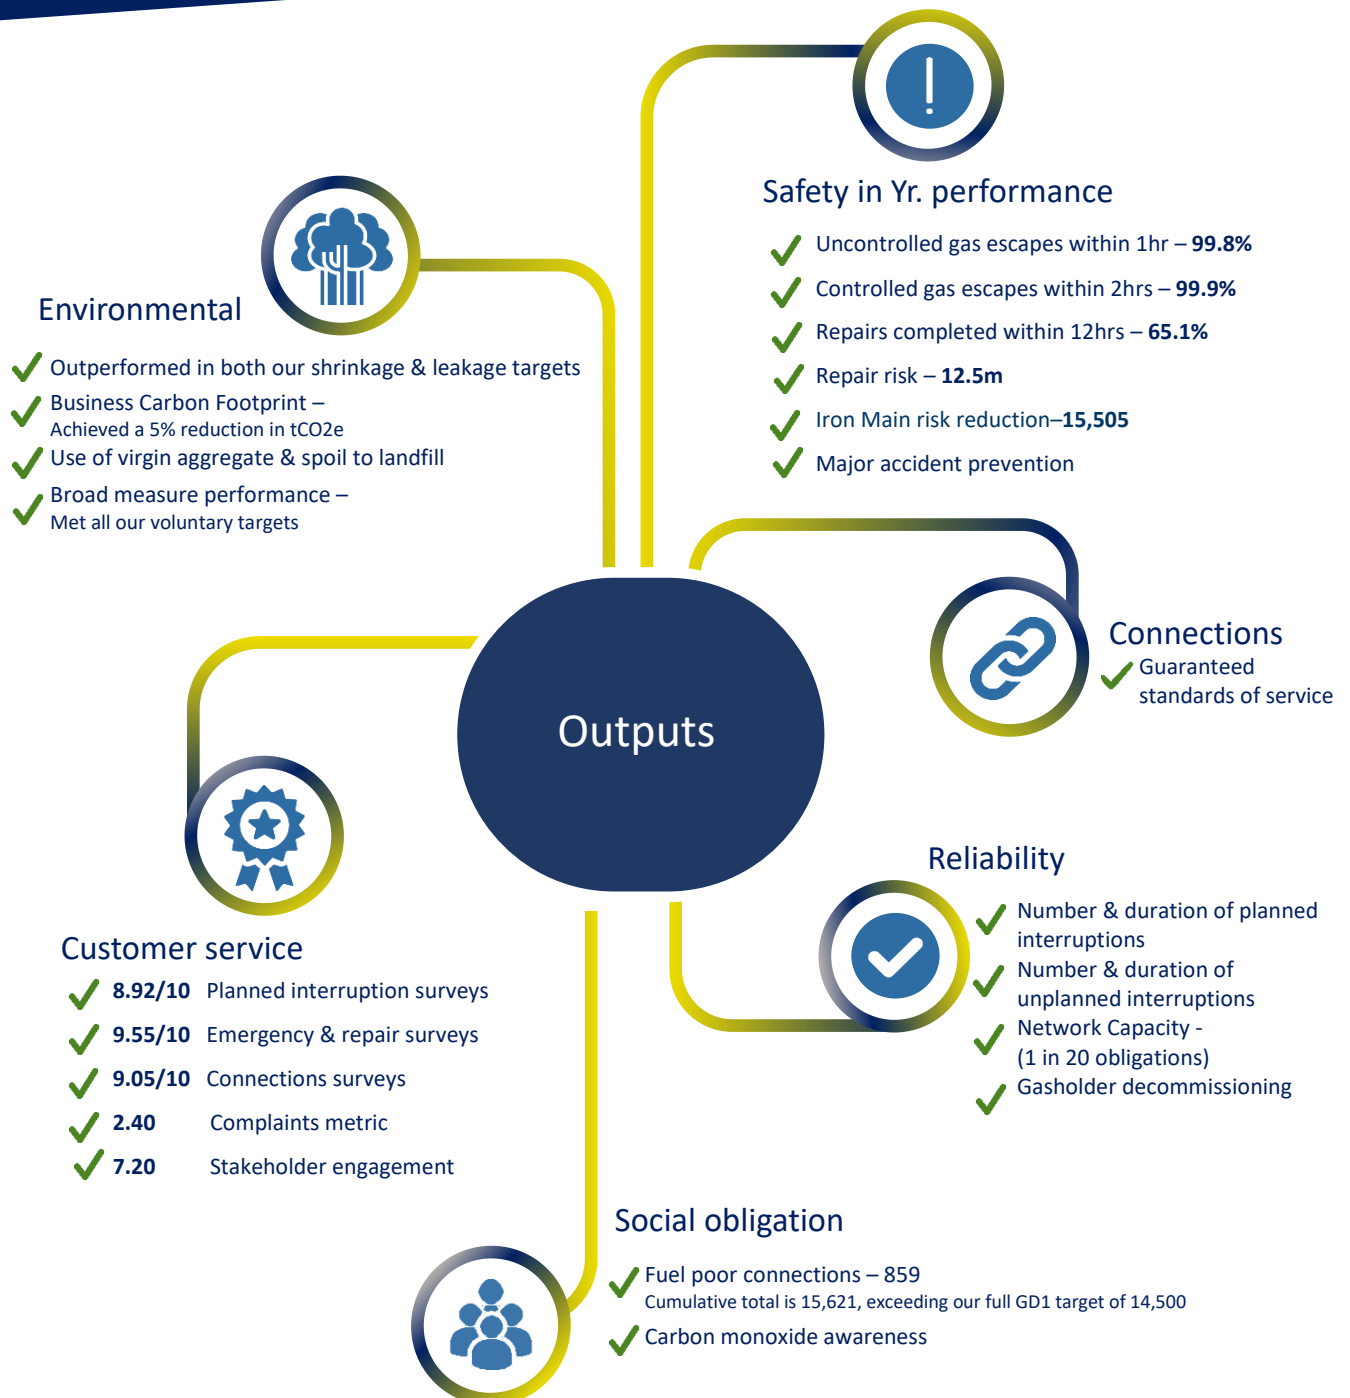 Safety in Yr. performance
Uncontrolled gas escapes within 1hr – 99.8%
Controlled gas escapes within 2hrs – 99.9%
Repairs completed within 12hrs – 65.1%
Repair risk – 12.5m
Iron Main risk reduction–15,505
Major accident prevention
Environmental
Outperformed in both our shrinkage & leakage targets
Business Carbon Footprint –
Achieved a 5% reduction in tCO2e
Use of virgin aggregate & spoil to landfill
Broad measure performance –
Met all our voluntary targets
Connections
Guaranteed
standards of service
Outputs
Reliability
Number & duration of planned
interruptions
Number & duration of
unplanned interruptions
Network Capacity -
(1 in 20 obligations)
Gasholder decommissioning
Customer service
8.92/10 Planned interruption surveys
9.55/10 Emergency & repair surveys
9.05/10 Connections surveys
2.40 Complaints metric
7.20 Stakeholder engagement
Social obligation
Fuel poor connections – 859
Cumulative total is 15,621, exceeding our full GD1 target of 14,500
Carbon monoxide awareness